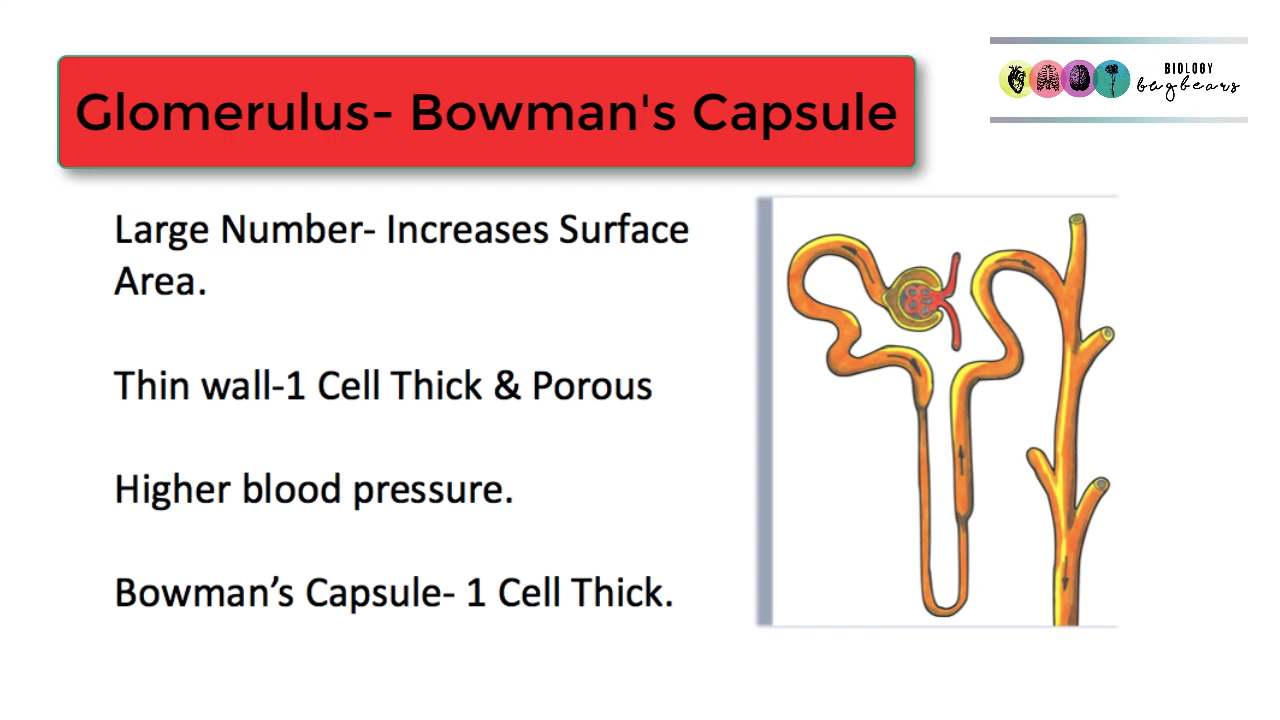 Glomerulus- Bowman's Capsule
BIOLOGY
bugbears
Large Number- Increases Surface
Area.
Thin wall-1 Cell Thick & Porous
Higher blood pressure.
Bowman’s Capsule- 1 Cell Thick.